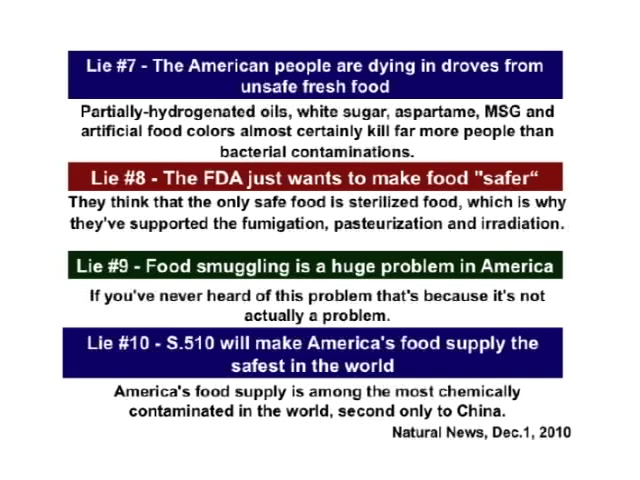 Lie #7 - The American people are dying in droves from
unsafe fresh food
Partially-hydrogenated oils, white sugar, aspartame, MSG and
artificial food colors almost certainly kill far more people than
bacterial contaminations.
Lie #8 - The FDA just wants to make food "safer“
They think that the only safe food is sterilized food, which is why
they've supported the fumigation, pasteurization and irradiation.
Lie #9 - Food smuggling is a huge problem in America
If you've never heard of this problem that's because it's not
actually a problem.
Lie #10 - S.510 will make America's food supply the
safest in the world
America's food supply is among the most chemically
contaminated in the world, second only to China.
Natural News, Dec.1, 2010